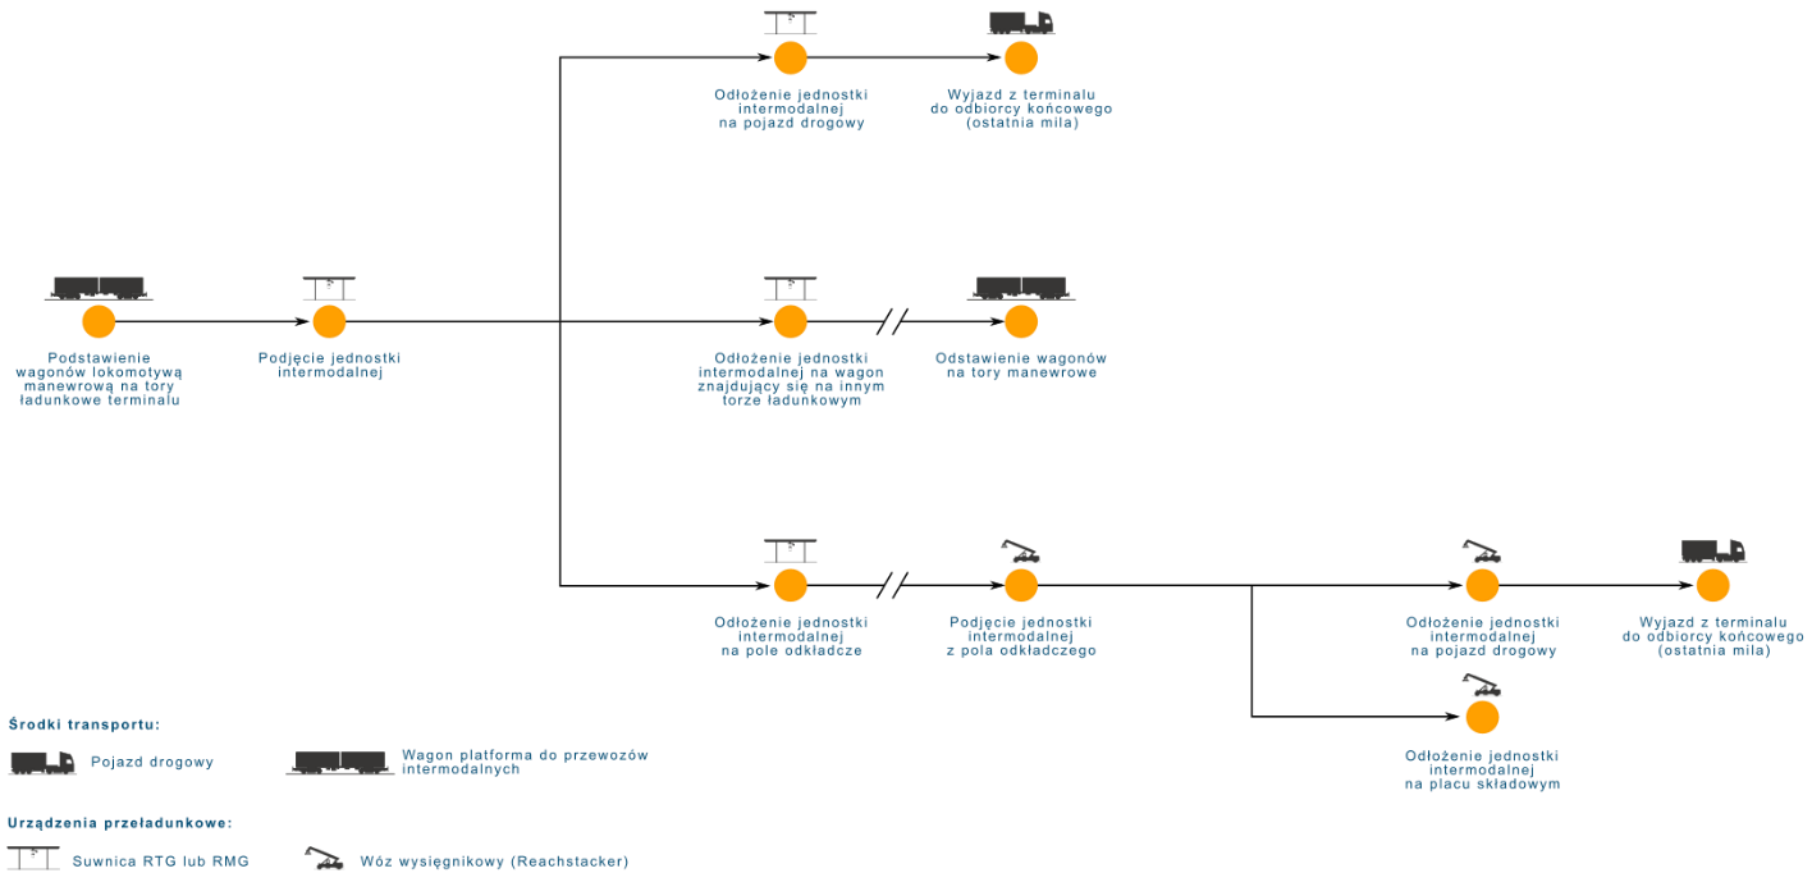 Odłożenie jednostki
intermodalnej
na pojazd drogowy
Wyjazd z terminalu
do odbiorcy końcowego
(ostatnia mila)
Podstawienie
wagonów lokomotywą
manewrową na tory
ładunkowe terminalu
Podjęcie jednostki
intermodalnej
Odłożenie jednostki
intermodalnej na wagon
znajdujący się na innym
torze ładunkowym
Odstawienie wagonów
na tory manewrowe
Odłożenie jednostki
intermodalnej
na pole odkładcze
Podjęcie jednostki
intermodalnej
z pola odkładczego
Odłożenie jednostki
intermodalnej
na pojazd drogowy
Wyjazd z terminalu
do odbiorcy końcowego
(ostatnia mila)
Odłożenie jednostki
intermodalnej
na placu składowym
Środki transportu:
Pojazd drogowy
Wagon platforma do przewozów
intermodalnych
Urządzenia przeładunkowe:
Suwnica RTG lub RMG
Wóz wysięgnikowy (Reachstacker)